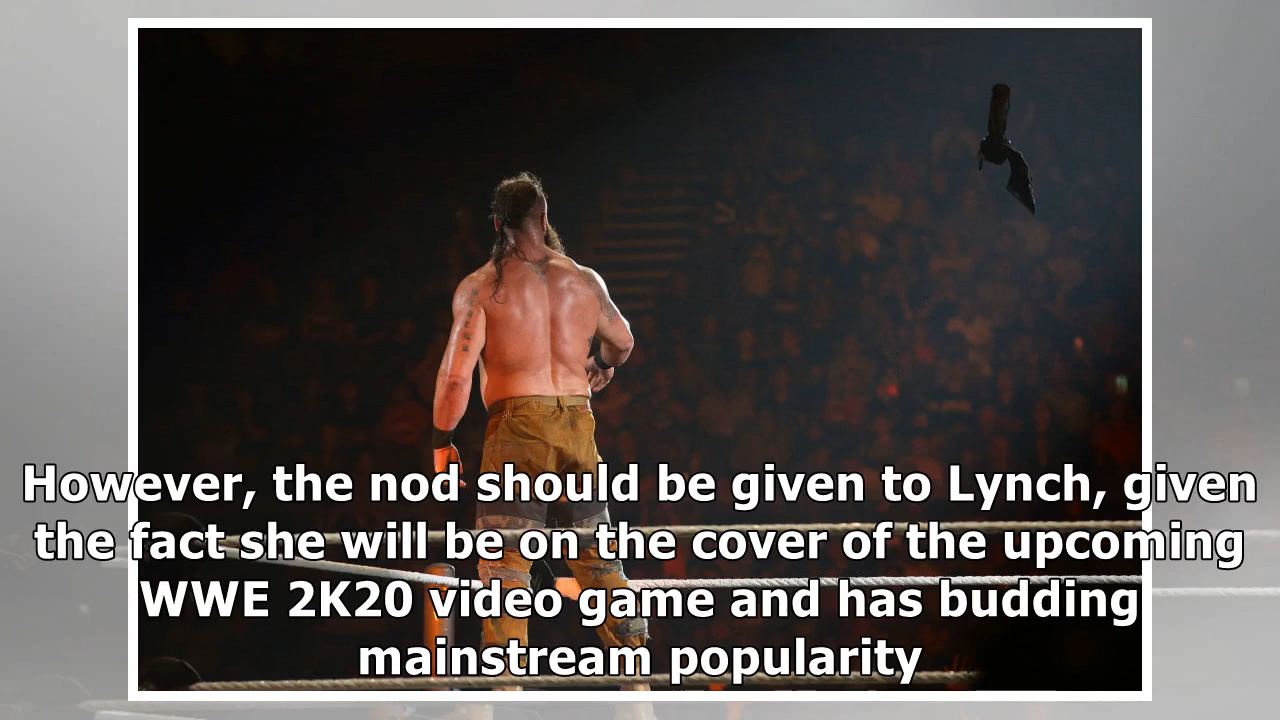 However, the nod should be given to Lynch, given
the fact she will be on the cover of the upcoming
WWE 2K20 video game and has budding
mainstream popularity